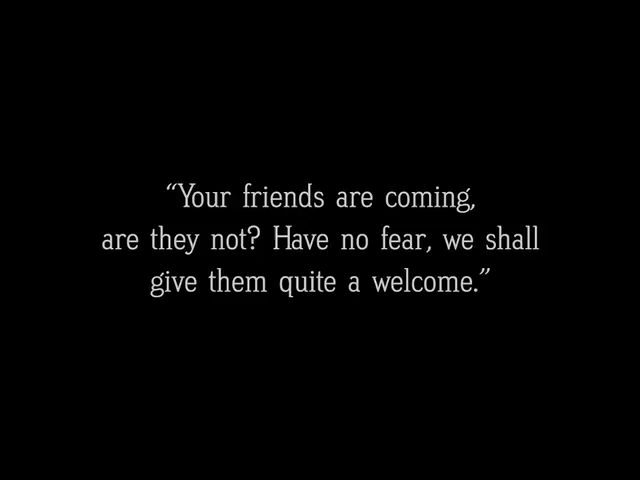 “Your friends are coming,
are they not? Have no fear, we shall
give them quite a welcome.”